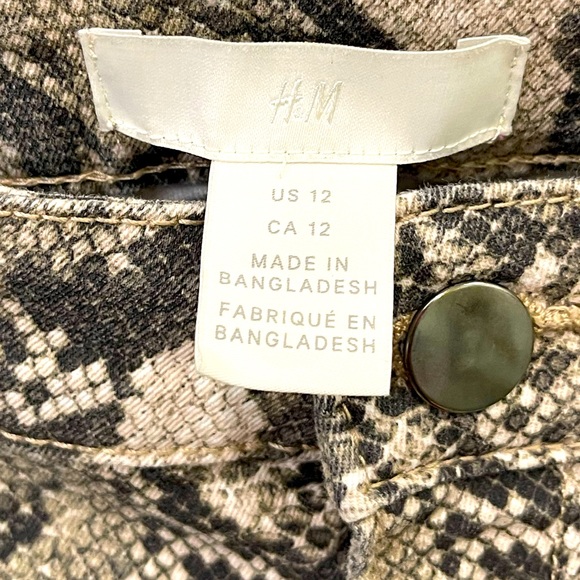 H&M
US 12
CA 12
MADE IN
BANGLADESH
FABRIQUÉ EN
BANGLADESH